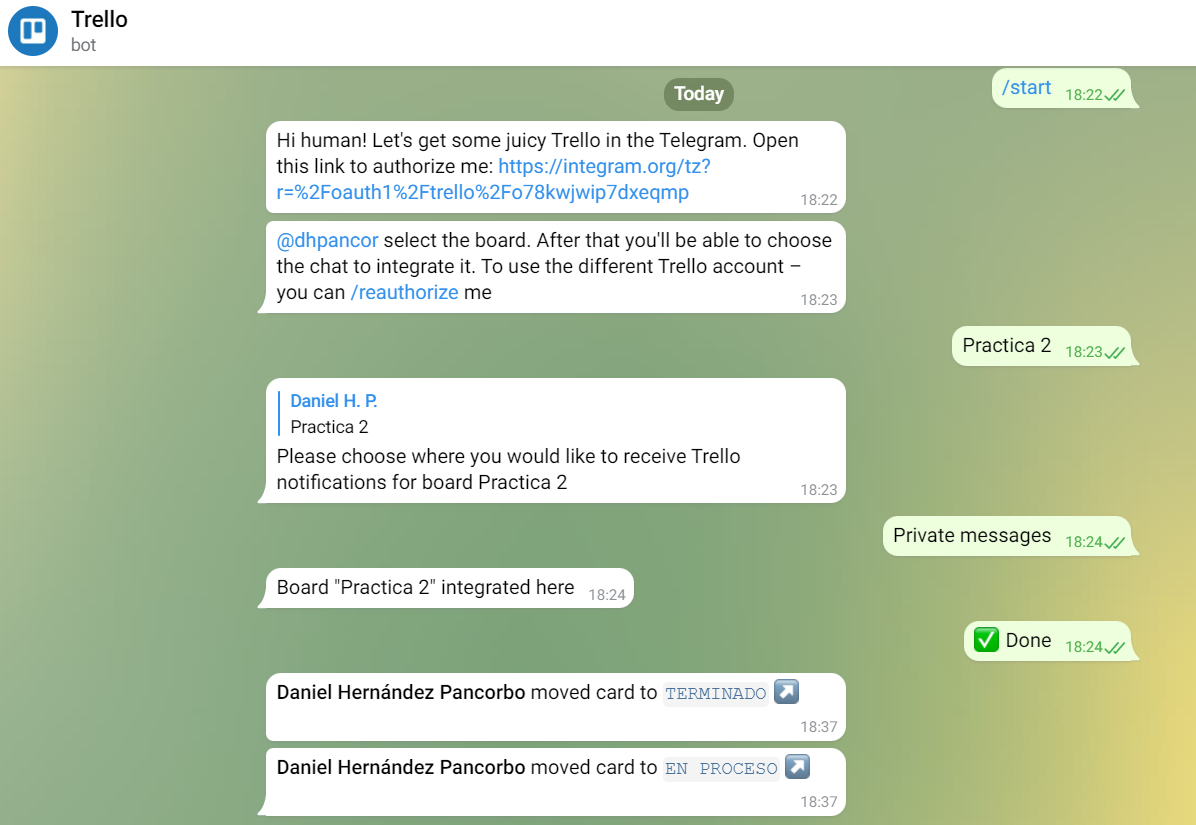 Trello
bot
/start 18:22
Today
Hi human! Let's get some juicy Trello in the Telegram. Open
this link to authorize me: https://integram.org/tz?
r=%2Foauth1%2Ftrello%2Fo78kwjwip7dxeqmp 18:22
@dhpancor select the board. After that you'll be able to choose
the chat to integrate it. To use the different Trello account –
you can /reauthorize me 18:23
Practica 2 18:23
Daniel H. P.
Practica 2
Please choose where you would like to receive Trello
notifications for board Practica 2 18:23
Private messages 18:24
Board "Practica 2" integrated here 18:24
✅ Done 18:24
Daniel Hernández Pancorbo moved card to TERMINADO ↗️
18:37
Daniel Hernández Pancorbo moved card to EN PROCESO ↗️
18:37